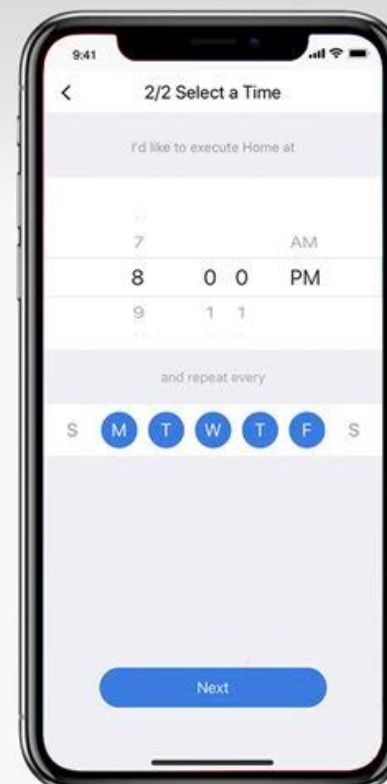 9:41
2/2 Select a Time
I'd like to execute Home at
7 AM
8 0 0 PM
9 1 1
and repeat every
S M T W T F S
Next